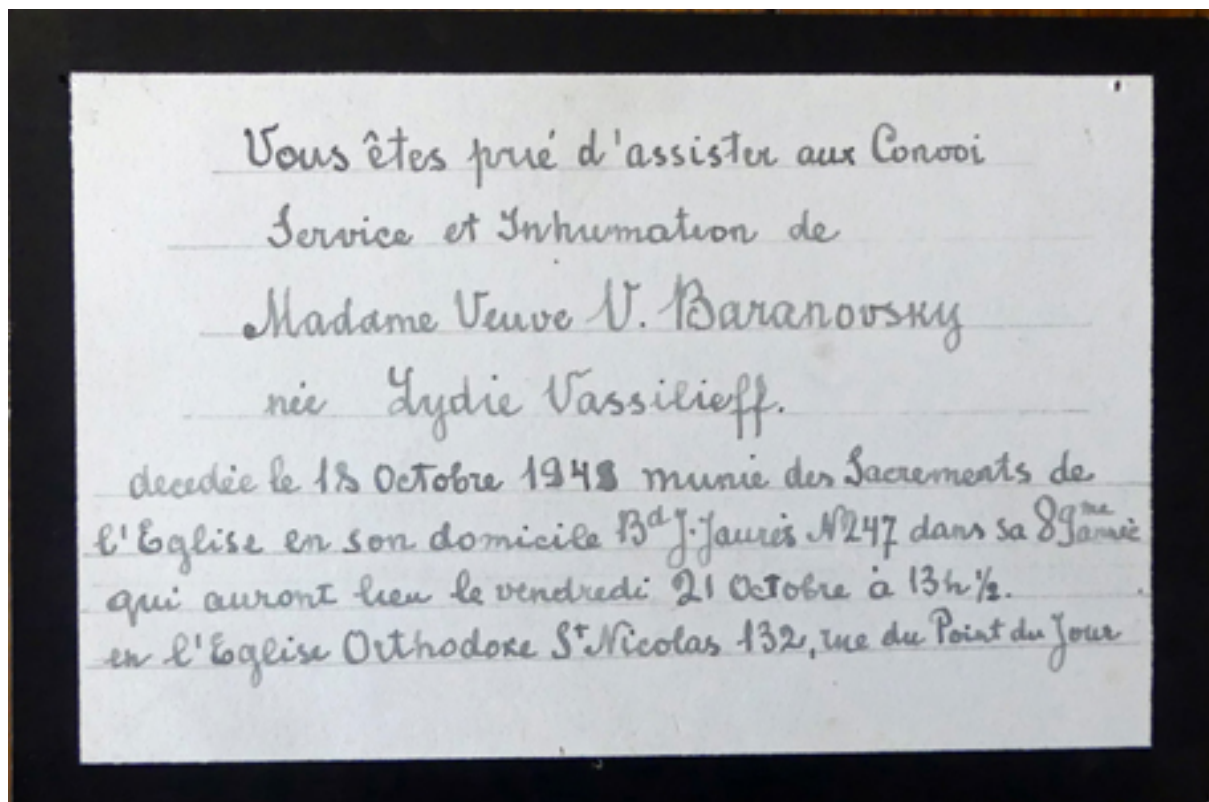 Vous êtes prié d'assister aux Convoi
Service et Inhumation de
Madame Veuve V. Baranovsky
née Lydie Vassilieff.
decedée le 18 Octobre munie des Sacrements de
l'Eglise en son domicile Bd J. Jaurès N247 dans sa 89me année
qui auront lieu le vendredi 21 Octobre à 13h ½.
en l'Eglise Orthodoxe St Nicolas 132, rue du Point du Jour